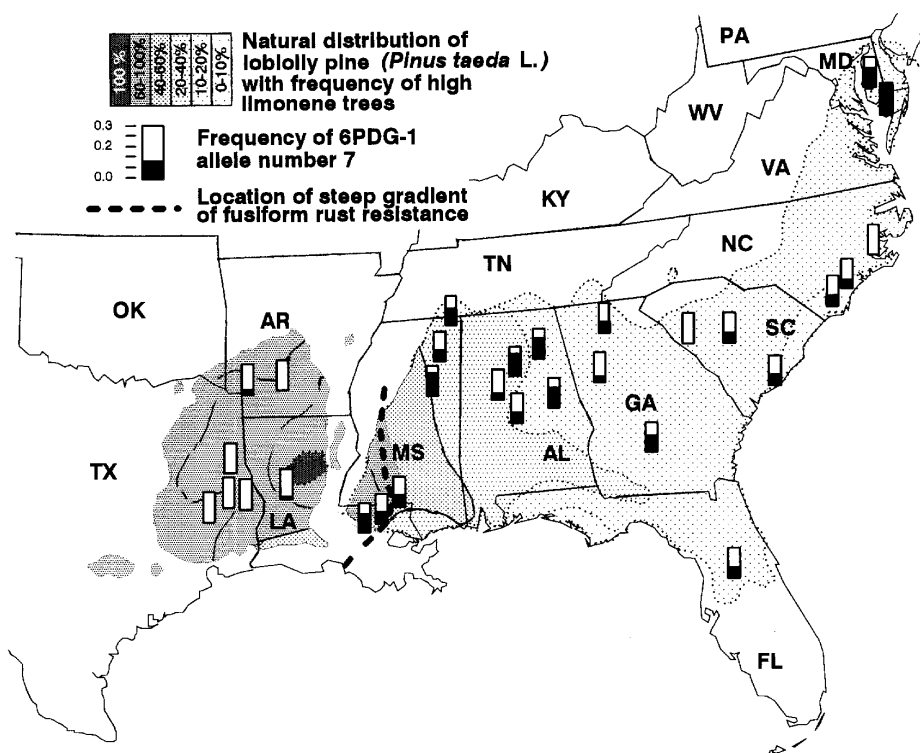 100 %
60-100%
40-60%
20-40%
10-20%
0-10%
Natural distribution of
loblolly pine (Pinus taeda L.)
with frequency of high
limonene trees
0.3
0.2
0.0
Frequency of 6PDG-1
allele number 7
Location of steep gradient
of fusiform rust resistance
PA
MD
WV
VA
KY
NC
TN
OK
AR
SC
GA
TX
MS
AL
LA
FL